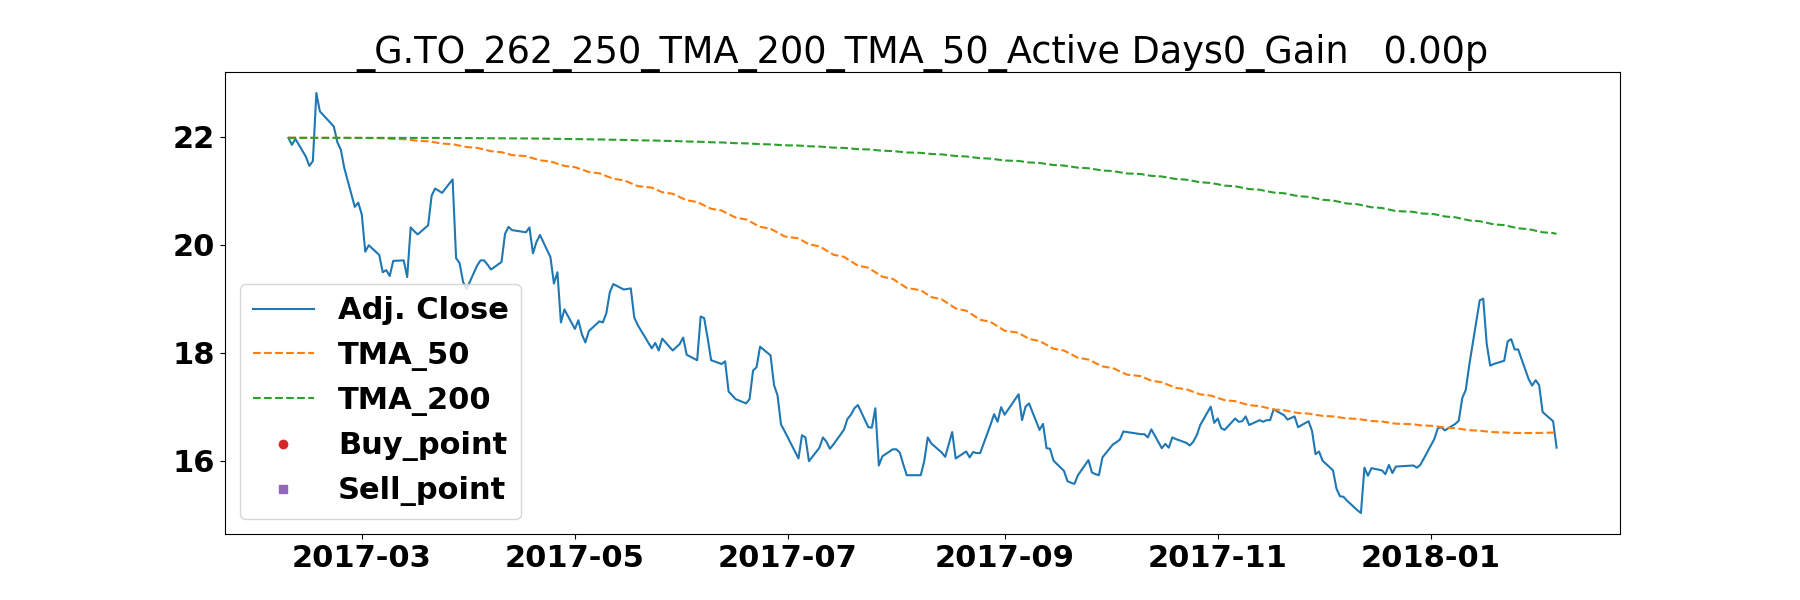 _G.TO_262_250_TMA_200_TMA_50_Active Days0_Gain   0.00p
22
20
18
16
Adj. Close
TMA_50
TMA_200
Buy_point
Sell_point
2017-03 2017-05 2017-07 2017-09 2017-11 2018-01